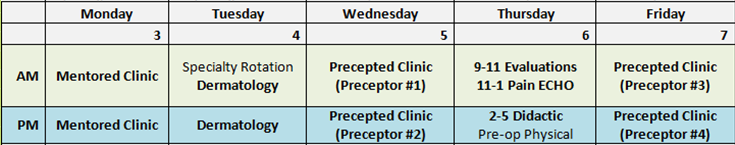 Monday Tuesday Wednesday Thursday Friday
3 4 5 6 7
AM Mentored Clinic Specialty Rotation Dermatology Precepted Clinic (Preceptor #1) 9-11 Evaluations 11-1 Pain ECHO Precepted Clinic (Preceptor #3)
PM Mentored Clinic Dermatology Precepted Clinic (Preceptor #2) 2-5 Didactic Pre-op Physical Precepted Clinic (Preceptor #4)